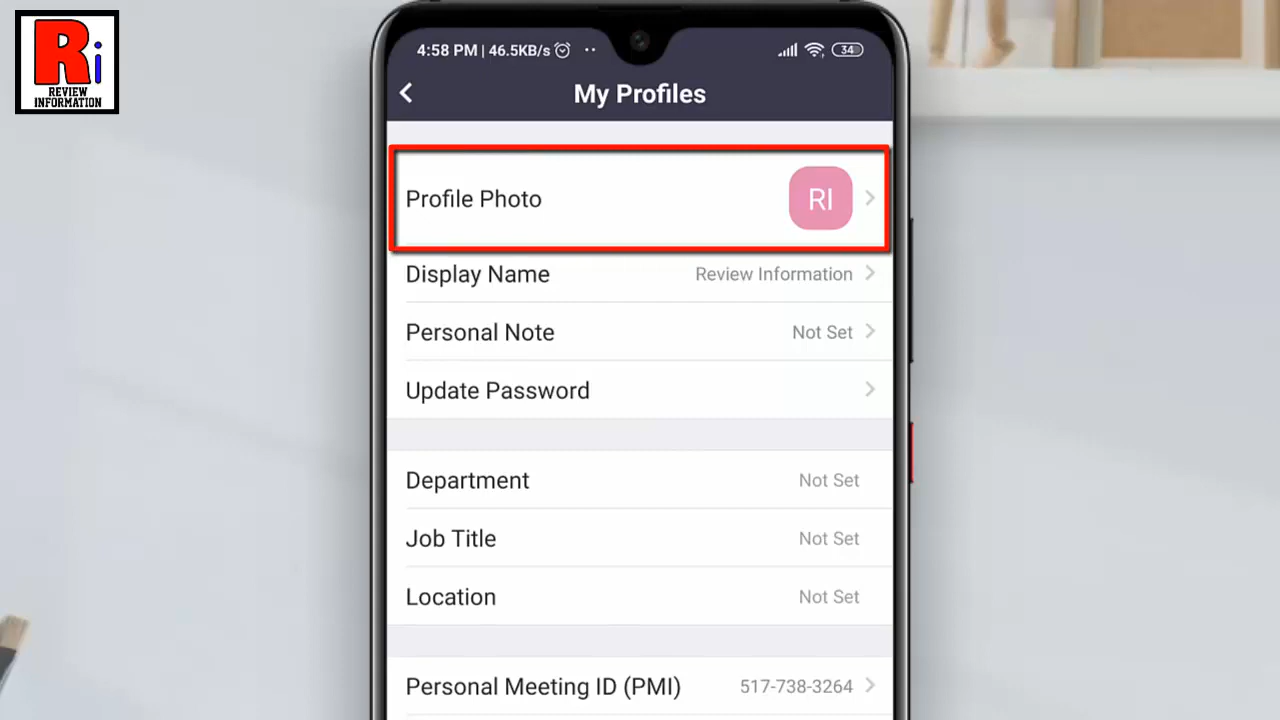 Ri
REVIEW
INFORMATION
4:58 PM | 46.5KB/s 34
My Profiles
Profile Photo RI
Display Name Review Information
Personal Note Not Set
Update Password
Department Not Set
Job Title Not Set
Location Not Set
Personal Meeting ID (PMI) 517-738-3264